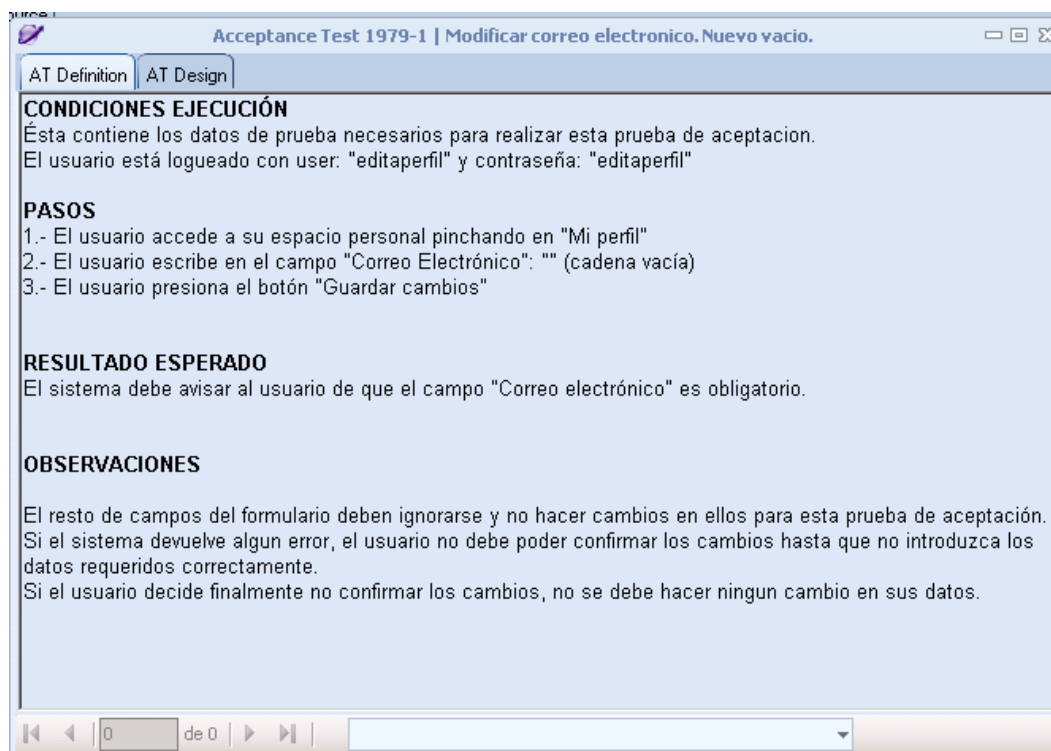 Acceptance Test 1979-1 | Modificar correo electronico. Nuevo vacio.
AT Definition AT Design
CONDICIONES EJECUCIÓN
Ésta contiene los datos de prueba necesarios para realizar esta prueba de aceptacion.
El usuario está logueado con user: "editaperfil" y contraseña: "editaperfil"
PASOS
1.- El usuario accede a su espacio personal pinchando en "Mi perfil"
2.- El usuario escribe en el campo "Correo Electrónico": "" (cadena vacía)
3.- El usuario presiona el botón "Guardar cambios"
RESULTADO ESPERADO
El sistema debe avisar al usuario de que el campo "Correo electrónico" es obligatorio.
OBSERVACIONES
El resto de campos del formulario deben ignorarse y no hacer cambios en ellos para esta prueba de aceptación.
Si el sistema devuelve algun error, el usuario no debe poder confirmar los cambios hasta que no introduzca los
datos requeridos correctamente.
Si el usuario decide finalmente no confirmar los cambios, no se debe hacer ningun cambio en sus datos.
0 de 0